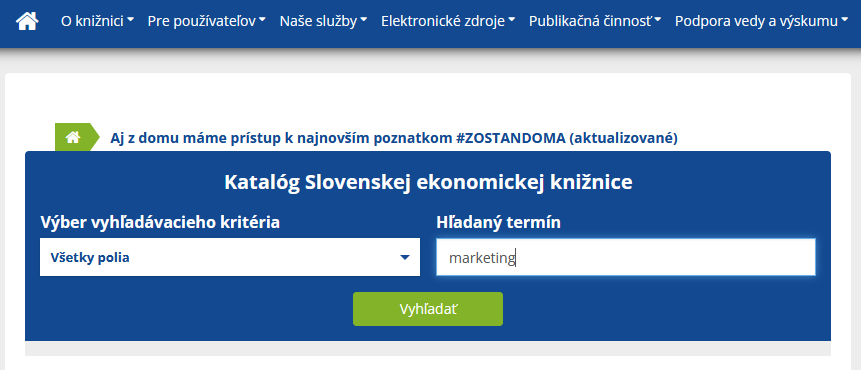 O knižnici Pre používateľov Naše služby Elektronické zdroje Publikačná činnosť Podpora vedy a výskumu
Aj z domu máme prístup k najnovším poznatkom #ZOSTANDOMA (aktualizované)
Katalóg Slovenskej ekonomickej knižnice
Výber vyhľadávacieho kritéria Hľadaný termín
Všetky polia marketing
Vyhľadať